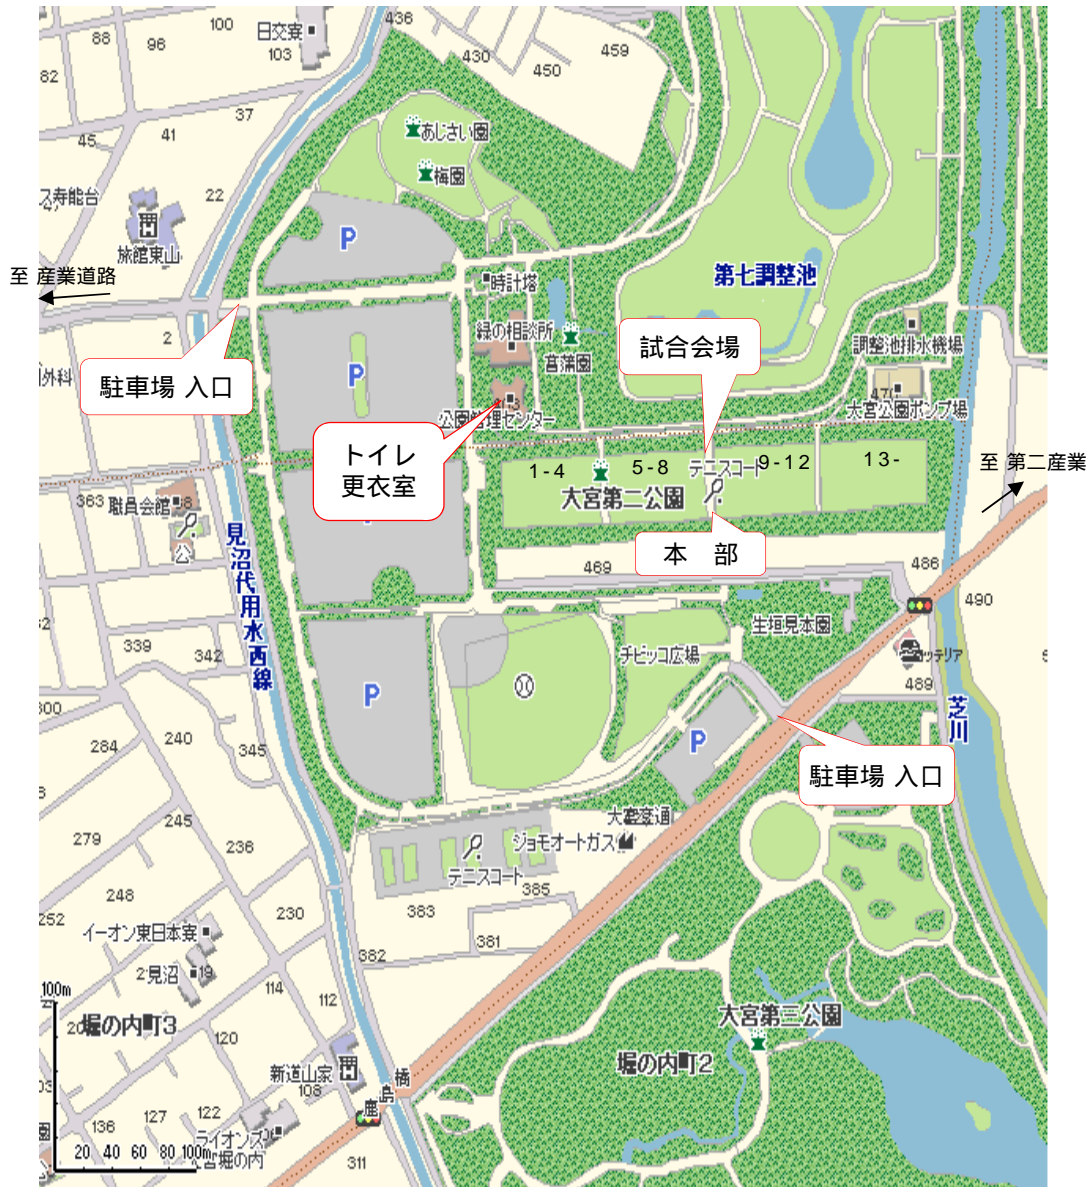 436
日交寮
103
100
88
96
82
430
450
459
37
41
45
22
あじさい園
梅園
ス寿能台
旅館東山
至 産業道路
P
時計塔
第七調整池
緑の相談所
菖蒲園
試合会場
調整池排水機場
2
外科
駐車場 入口
P
公園管理センター
大宮公園ポンプ場
トイレ
更衣室
1-4
5-8
テニスコート
9-12
13-
至 第二産業
大宮第二公園
363
職員会館
公
本 部
469
486
490
見沼代用水西線
生垣見本園
339
342
チビッコ広場
ッテリア
489
芝川
300
284
240
345
P
P
駐車場 入口
279
245
236
大宮交通
ジョモオートガス
テニスコート
385
383
381
382
248
252
230
イーオン東日本寮
見沼
19
114
112
100m
堀の内町3
120
新道山家
108
鹿島橋
136
127
122
ライオンズ
大宮堀の内
20 40 60 80 100m
311
大宮第三公園
堀の内町2